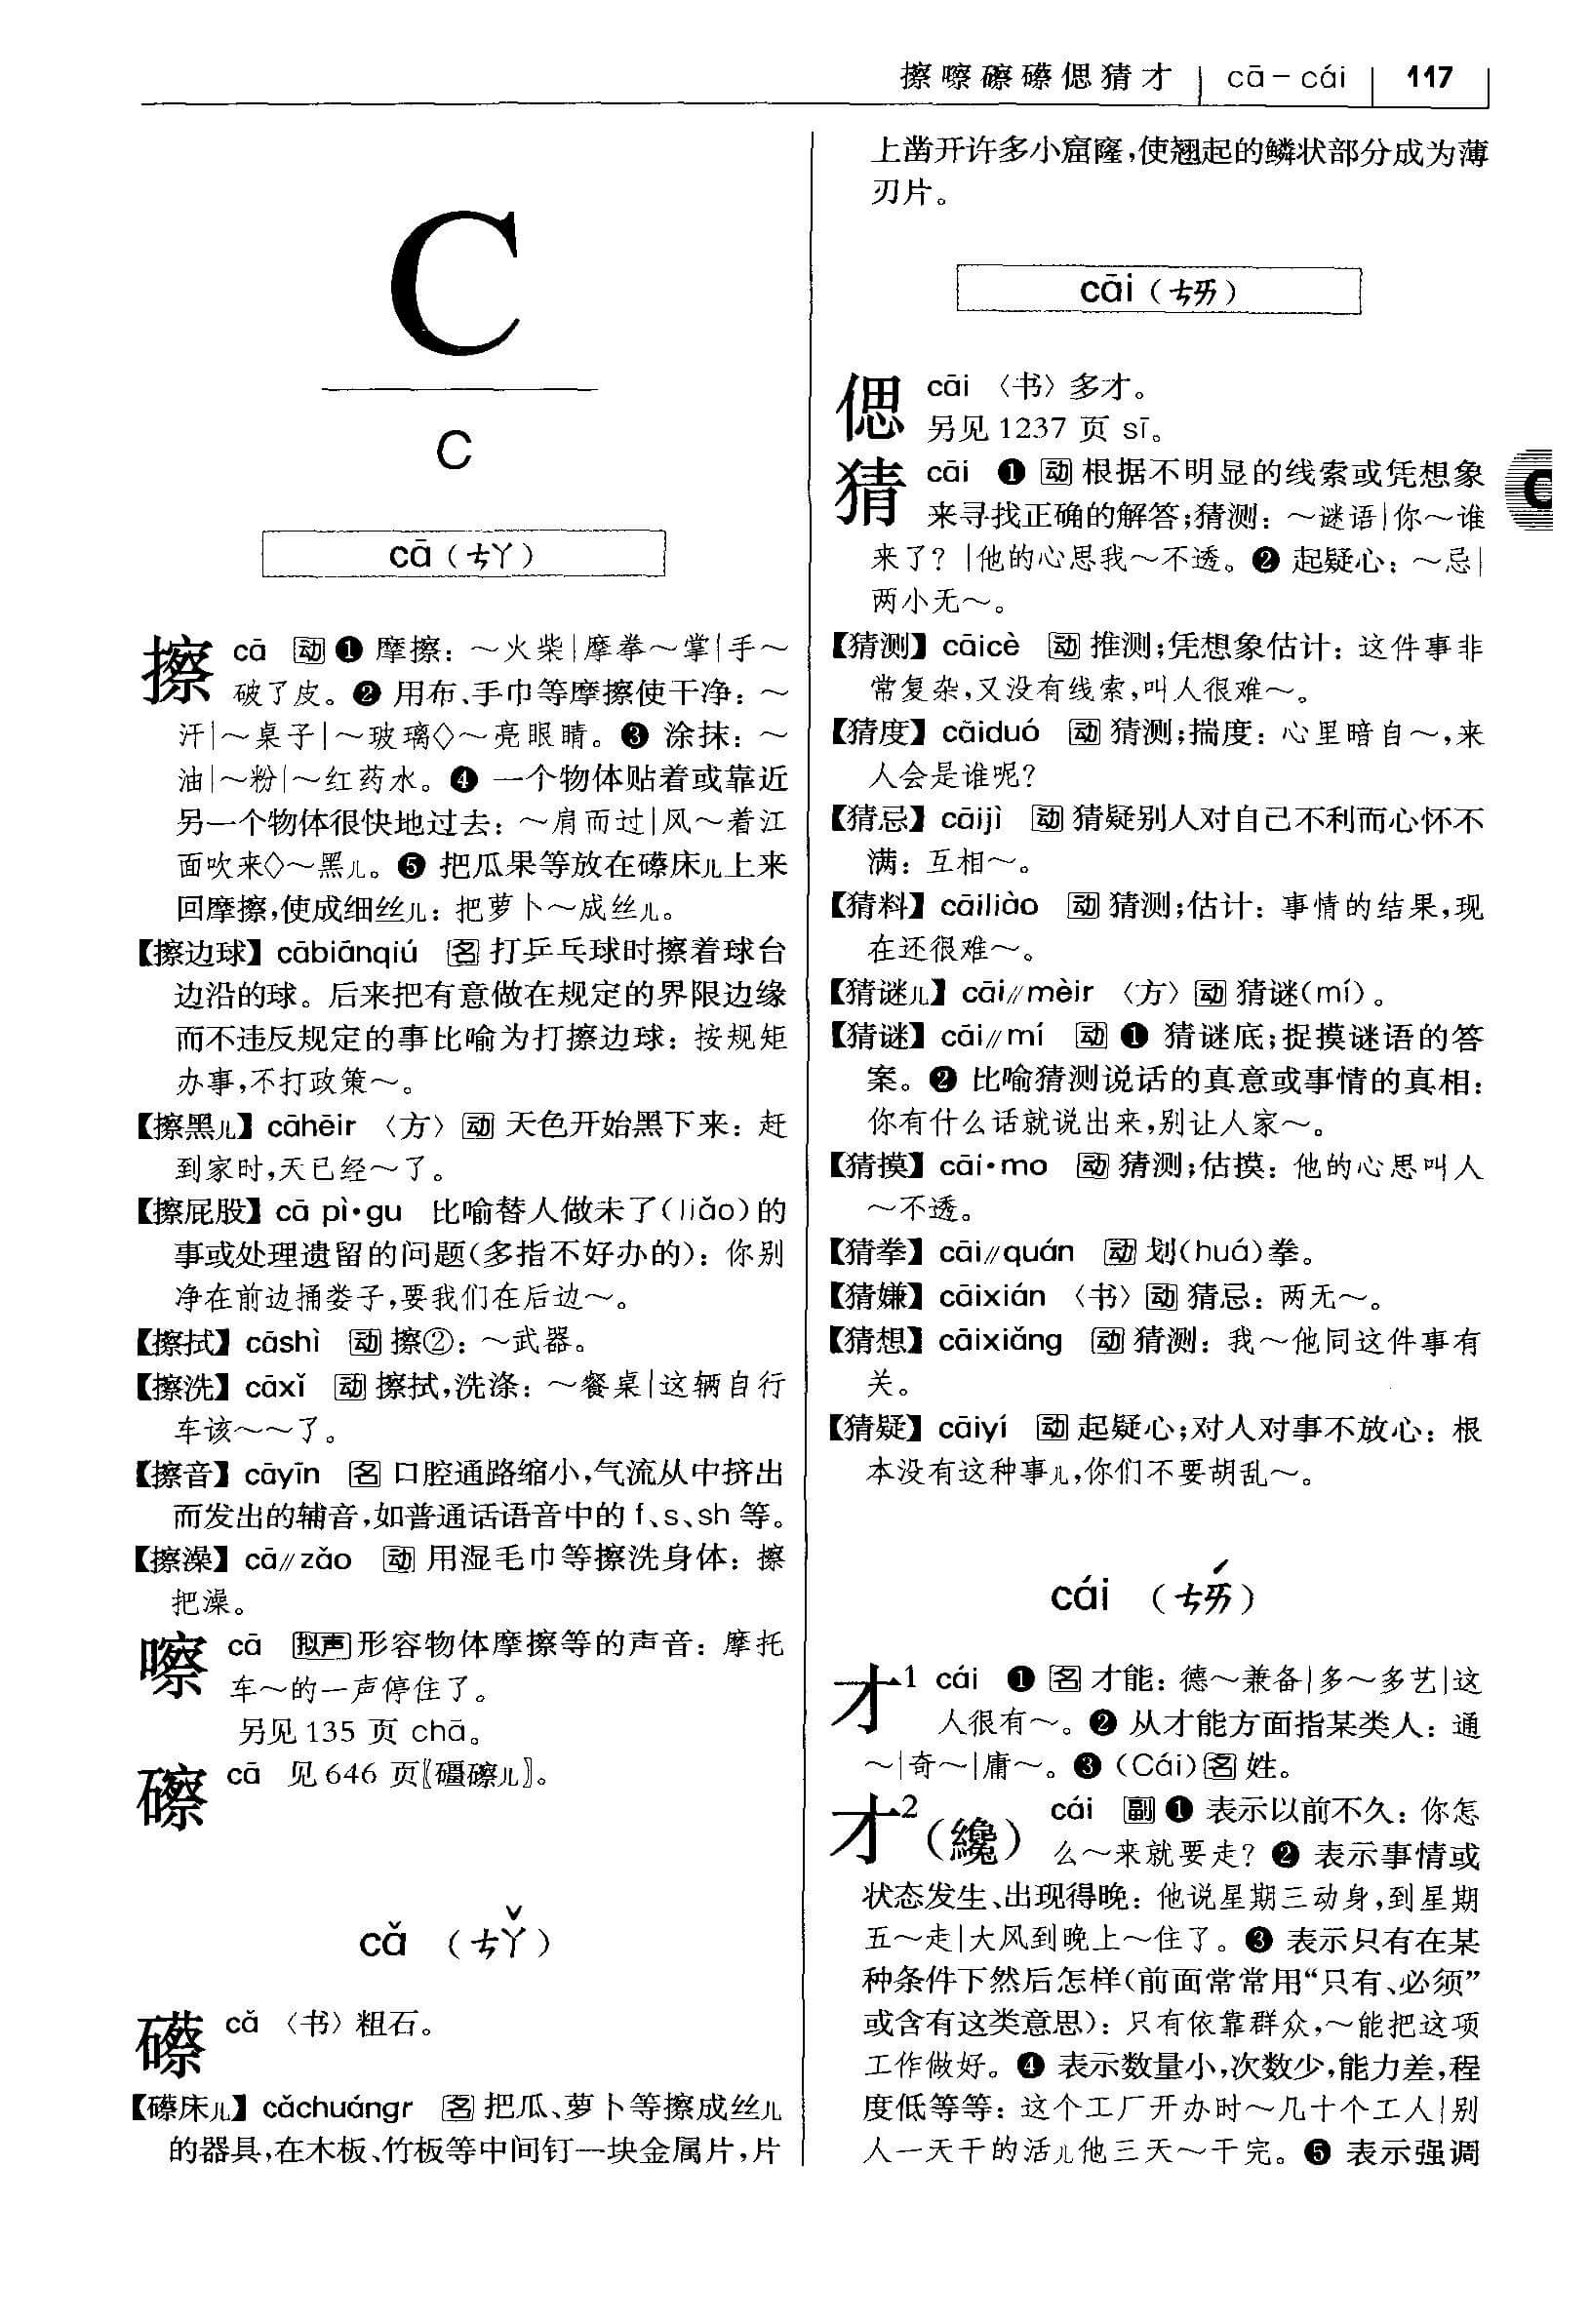 擦嚓礤礤偲猜才 cā－cái 117
C
c
cā（ㄘㄚ）
擦 cā 动❶ 摩擦：～火柴|摩拳～掌|手～
破了皮。❷ 用布、手巾等摩擦使干净：～
汗|～桌子|～玻璃◇～亮眼睛。❸ 涂抹：～
油|～粉|～红药水。❹ 一个物体贴着或靠近
另一个物体很快地过去：～肩而过|风～着江
面吹来◇～黑儿。❺ 把瓜果等放在礤床儿上来
回摩擦，使成细丝儿：把萝卜～成丝儿。
【擦边球】cābiānqiú 名 打乒乓球时擦着球台
边沿的球。后来把有意做在规定的界限边缘
而不违反规定的事比喻为打擦边球：按规矩
办事，不打政策～。
【擦黑儿】cāhēir 〈方〉动 天色开始黑下来：赶
到家时，天已经～了。
【擦屁股】cā pì·gu 比喻替人做未了(liǎo)的
事或处理遗留的问题(多指不好办的)：你别
净在前边捅娄子，要我们在后边～。
【擦拭】cāshì 动 擦②：～武器。
【擦洗】cāxǐ 动 擦拭，洗涤：～餐桌|这辆自行
车该～～了。
【擦音】cāyīn 名 口腔通路缩小，气流从中挤出
而发出的辅音，如普通话语音中的 f、s、sh 等。
【擦澡】cā∥zǎo 动 用湿毛巾等擦洗身体：擦
把澡。
嚓 cā 拟声 形容物体摩擦等的声音：摩托
车～的一声停住了。
另见 135 页 chā。
䃰 cā 见 646 页〖礓䃰儿〗。
cǎ （ㄘㄚˇ）
礤 cǎ 〈书〉粗石。
【礤床儿】cǎchuángr 名 把瓜、萝卜等擦成丝儿
的器具，在木板、竹板等中间钉一块金属片，片
上凿开许多小窟窿，使翘起的鳞状部分成为薄
刃片。
cāi（ㄘㄞ）
偲 cāi 〈书〉多才。
另见 1237 页 sī。
猜 cāi ❶ 动 根据不明显的线索或凭想象
来寻找正确的解答；猜测：～谜语|你～谁
来了？|他的心思我～不透。❷ 起疑心：～忌|
两小无～。
【猜测】cāicè 动 推测；凭想象估计：这件事非
常复杂，又没有线索，叫人很难～。
【猜度】cāiduó 动 猜测；揣度：心里暗自～，来
人会是谁呢？
【猜忌】cāijì 动 猜疑别人对自己不利而心怀不
满：互相～。
【猜料】cāiliào 动 猜测；估计：事情的结果，现
在还很难～。
【猜谜儿】cāi∥mèir 〈方〉动 猜谜(mí)。
【猜谜】cāi∥mí 动 ❶ 猜谜底；捉摸谜语的答
案。❷ 比喻猜测说话的真意或事情的真相：
你有什么话就说出来，别让人家～。
【猜摸】cāi·mo 动 猜测；估摸：他的心思叫人
～不透。
【猜拳】cāi∥quán 动 划(huá)拳。
【猜嫌】cāixián 〈书〉动 猜忌：两无～。
【猜想】cāixiǎng 动 猜测：我～他同这件事有
关。
【猜疑】cāiyí 动 起疑心；对人对事不放心：根
本没有这种事儿，你们不要胡乱～。
cái （ㄘㄞˊ）
才1 cái ❶ 名 才能：德～兼备|多～多艺|这
人很有～。❷ 从才能方面指某类人：通
～|奇～|庸～。❸ (Cái)名 姓。
才2（纔） cái 副❶ 表示以前不久：你怎
么～来就要走？❷ 表示事情或
状态发生、出现得晚：他说星期三动身，到星期
五～走|大风到晚上～住了。❸ 表示只有在某
种条件下然后怎样(前面常常用“只有、必须”
或含有这类意思)：只有依靠群众，～能把这项
工作做好。❹ 表示数量小，次数少，能力差，程
度低等等：这个工厂开办时～几十个工人|别
人一天干的活儿他三天～干完。❺ 表示强调
C